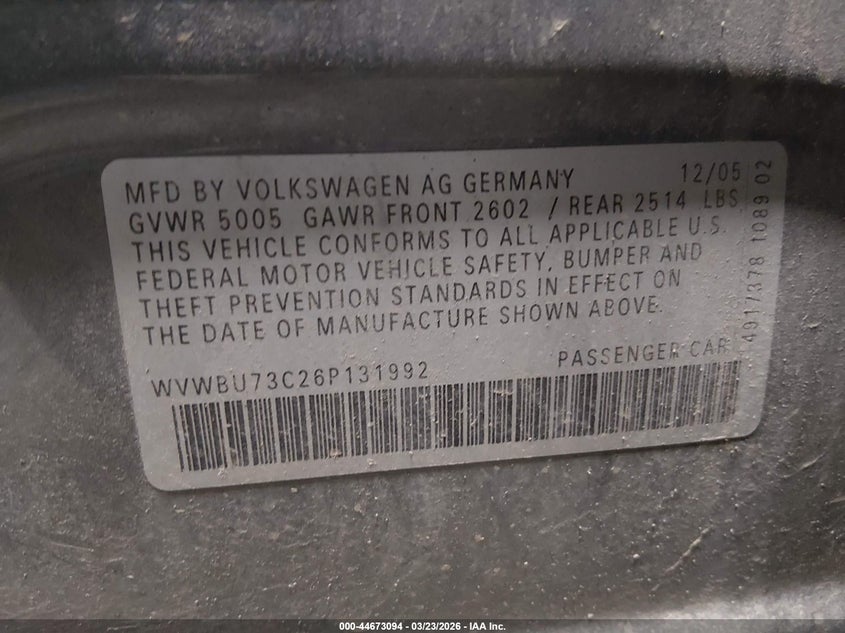 MFD BY VOLKSWAGEN AG GERMANY 12/05
GVWR 5005 GAWR FRONT 2602 / REAR 2514 LBS
THIS VEHICLE CONFORMS TO ALL APPLICABLE U.S.
FEDERAL MOTOR VEHICLE SAFETY, BUMPER AND
THEFT PREVENTION STANDARDS IN EFFECT ON
THE DATE OF MANUFACTURE SHOWN ABOVE.
WVWBU73C26P131992 PASSENGER CAR
491/378 1089 02
000-44673094 - 03/23/2026 - IAA Inc.